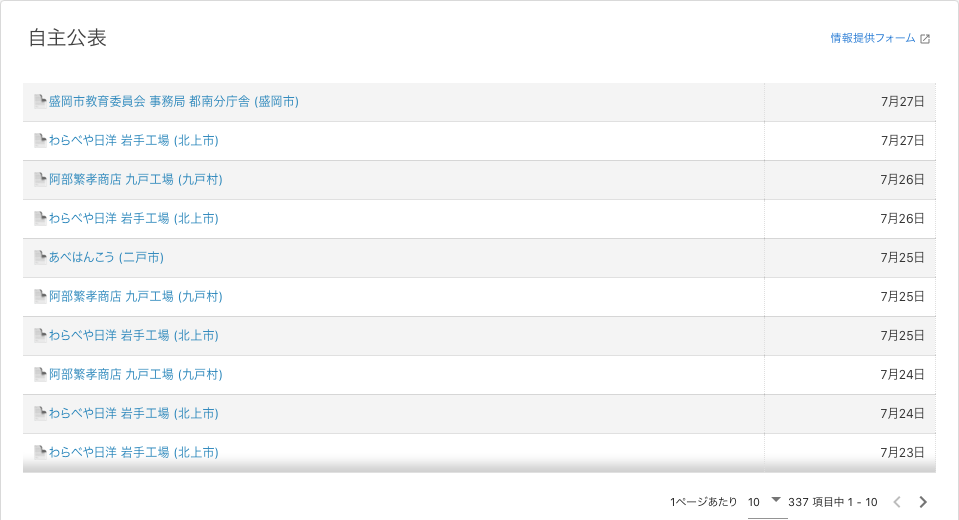 自主公表
情報提供フォーム
盛岡市教育委員会 事務局 都南分庁舎 (盛岡市) 7月27日
わらべや日洋 岩手工場 (北上市) 7月27日
阿部繁孝商店 九戸工場 (九戸村) 7月26日
わらべや日洋 岩手工場 (北上市) 7月26日
あべはんこう (二戸市) 7月25日
阿部繁孝商店 九戸工場 (九戸村) 7月25日
わらべや日洋 岩手工場 (北上市) 7月25日
阿部繁孝商店 九戸工場 (九戸村) 7月24日
わらべや日洋 岩手工場 (北上市) 7月24日
わらべや日洋 岩手工場 (北上市) 7月23日
1ページあたり 10 337 項目中 1 - 10